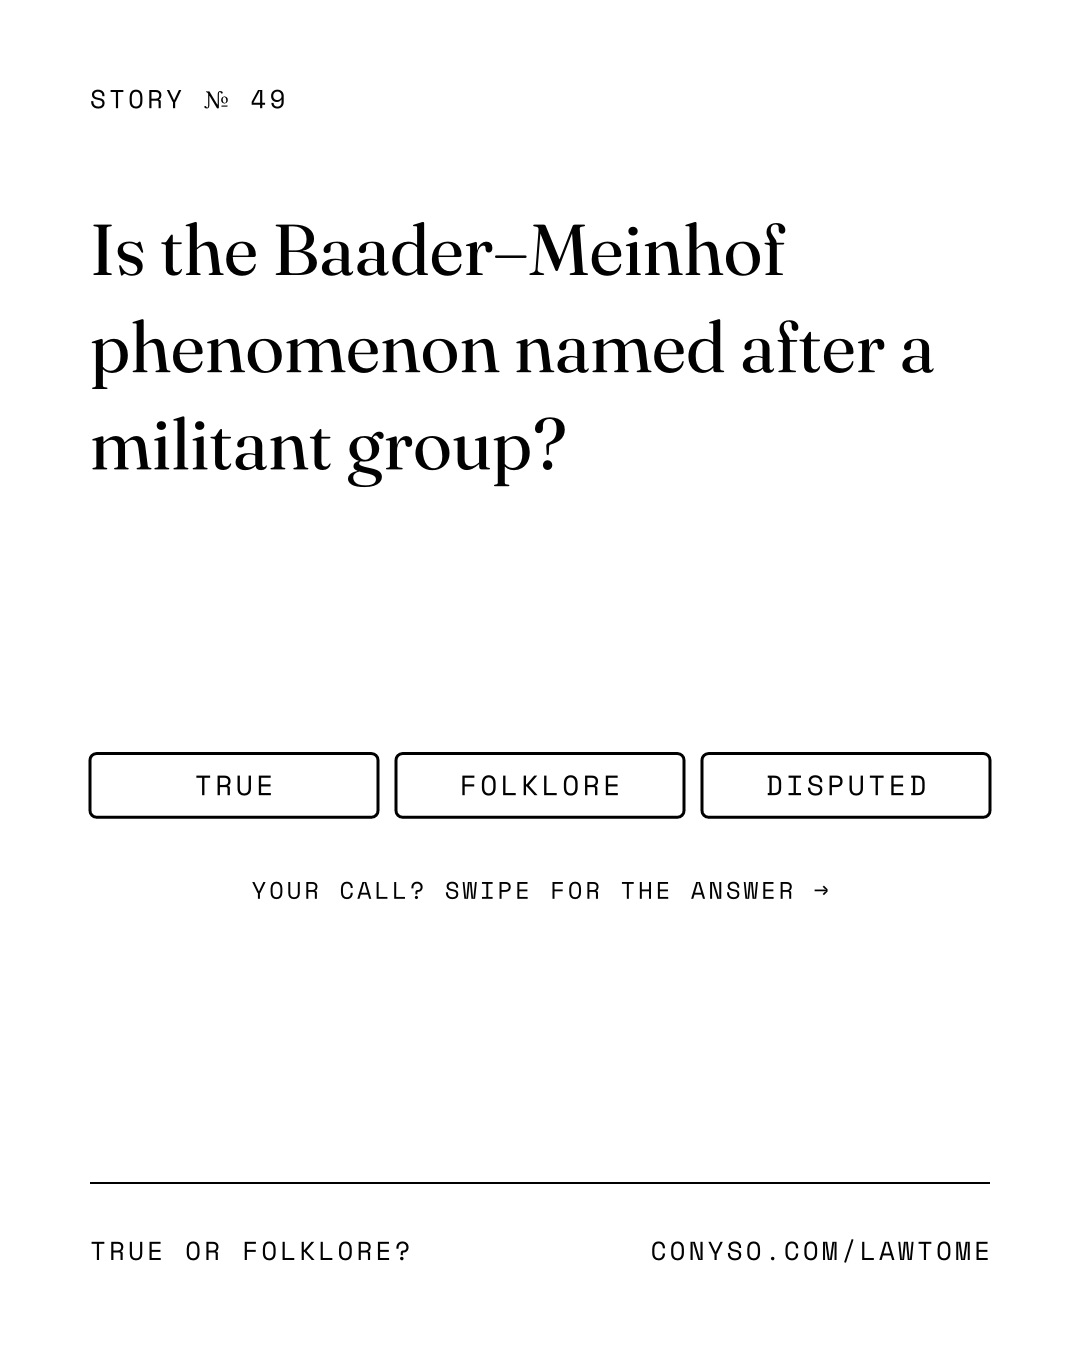 STORY № 49
Is the Baader–Meinhof
phenomenon named after a
militant group?
TRUE
FOLKLORE
DISPUTED
YOUR CALL? SWIPE FOR THE ANSWER →
TRUE OR FOLKLORE?
CONYSO.COM/LAWTOME